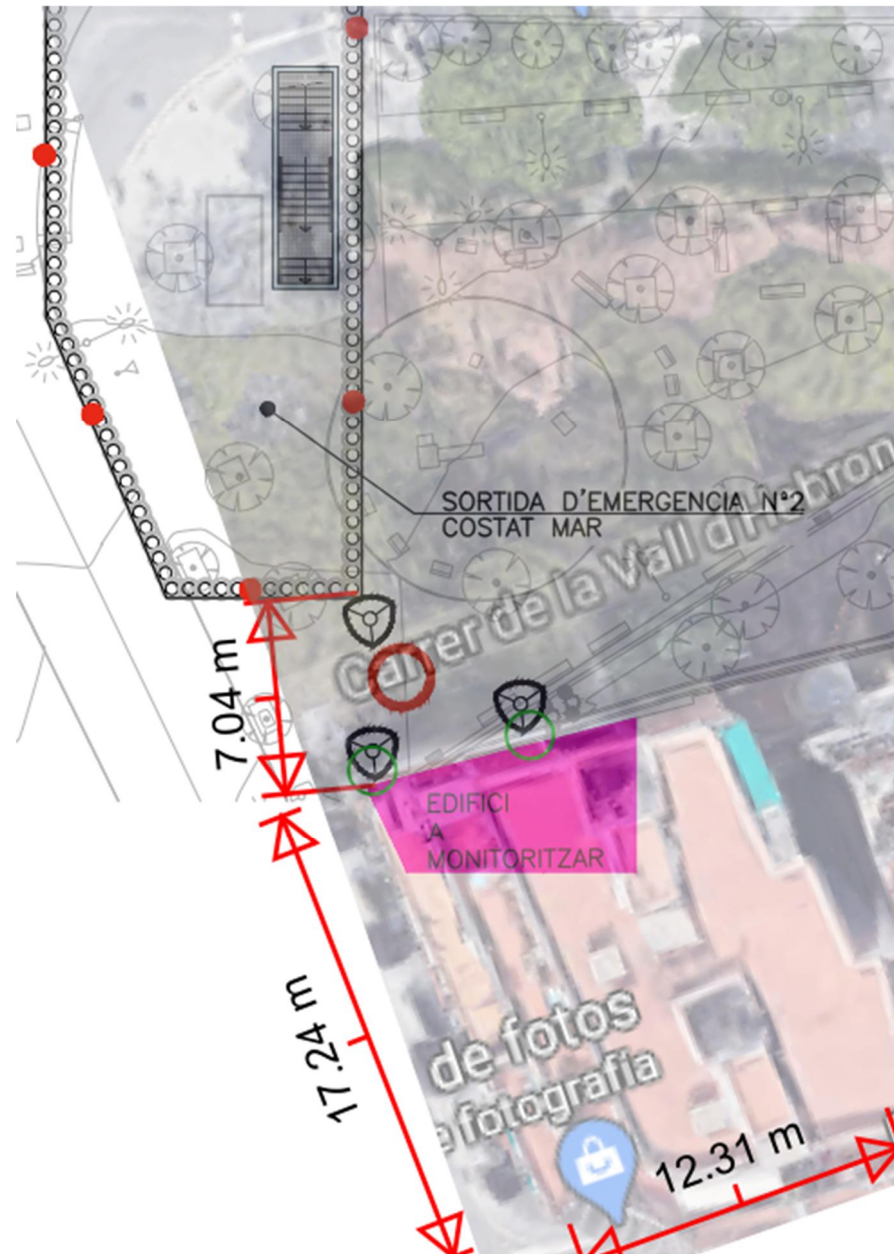 SORTIDA D'EMERGENCIA Nº2
COSTAT MAR
Carrer de la Vall d'Hebron
7.04 m
EDIFICI
A
MONITORITZAR
17.24 m
de fotos
fotografia
12.31 m